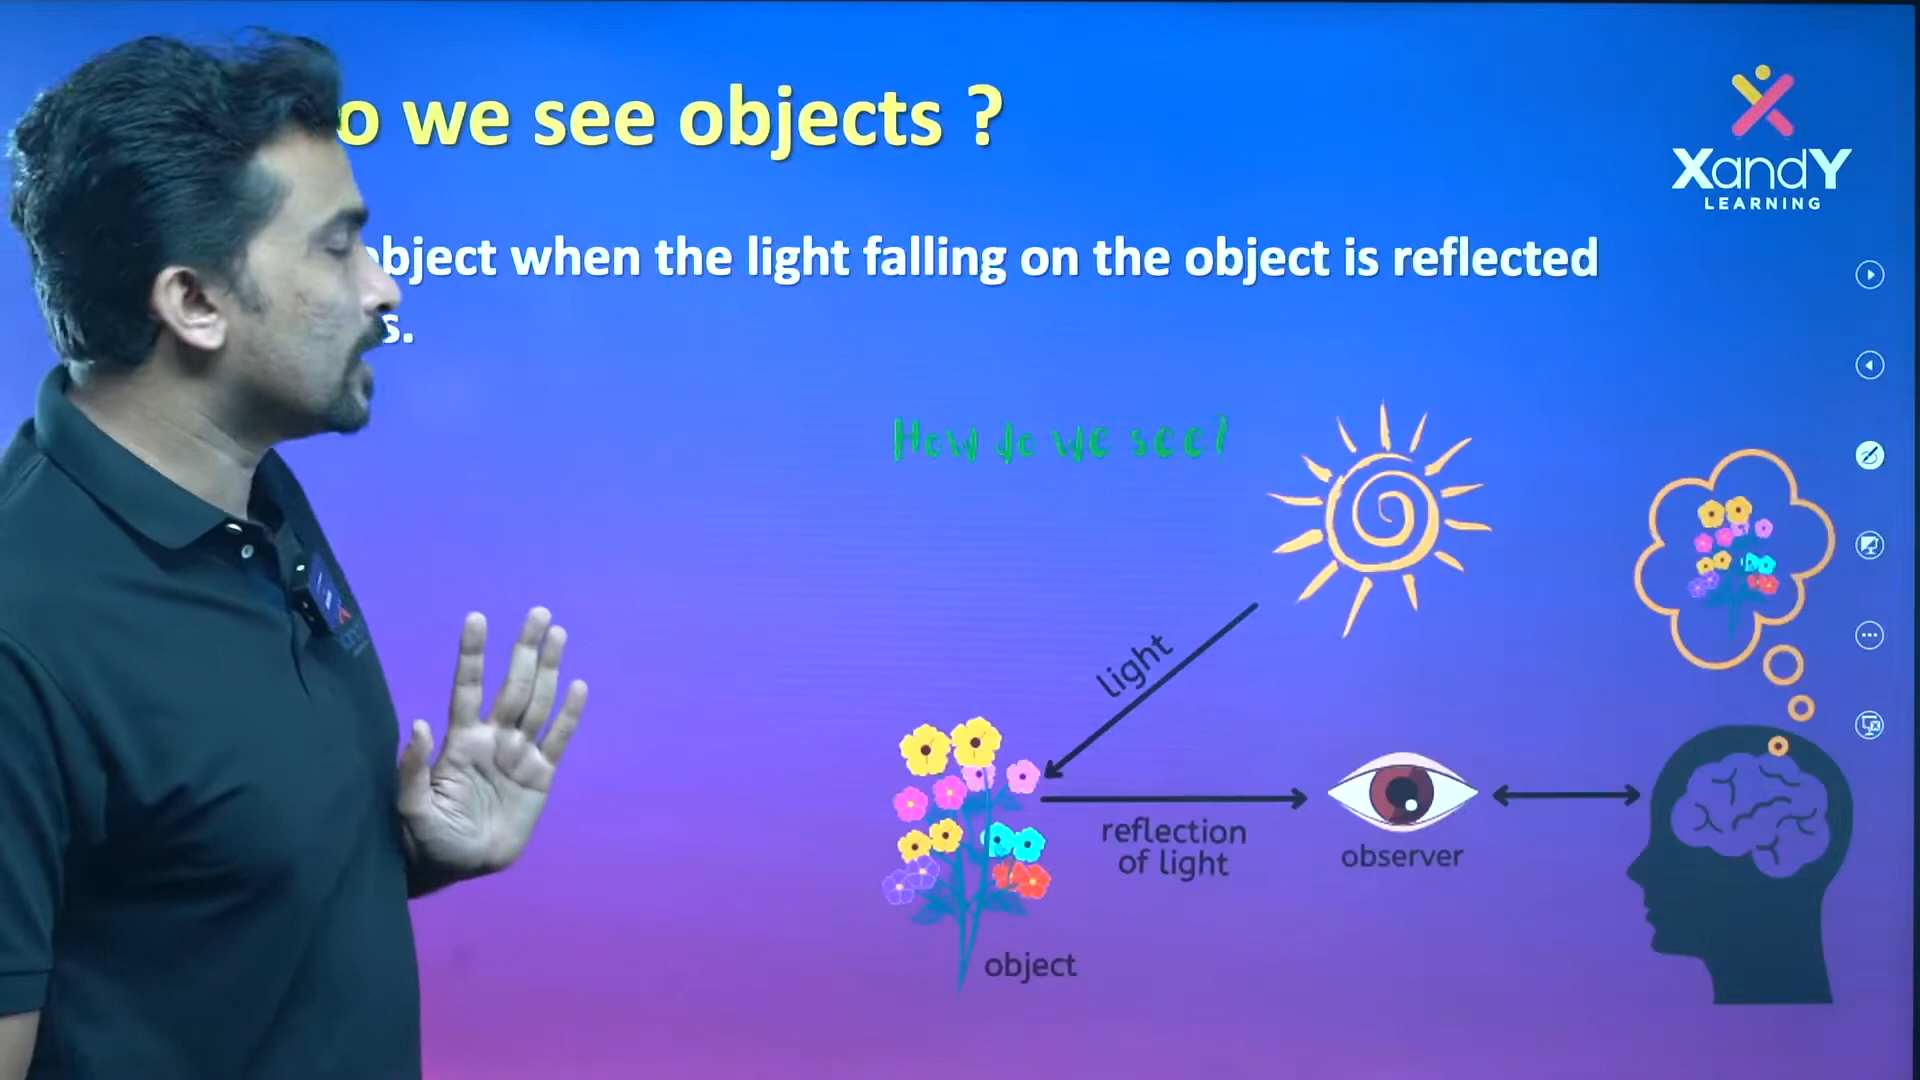 o we see objects ?
XandY
LEARNING
object when the light falling on the object is reflected
s.
How do we see?
light
reflection
of light
observer
object